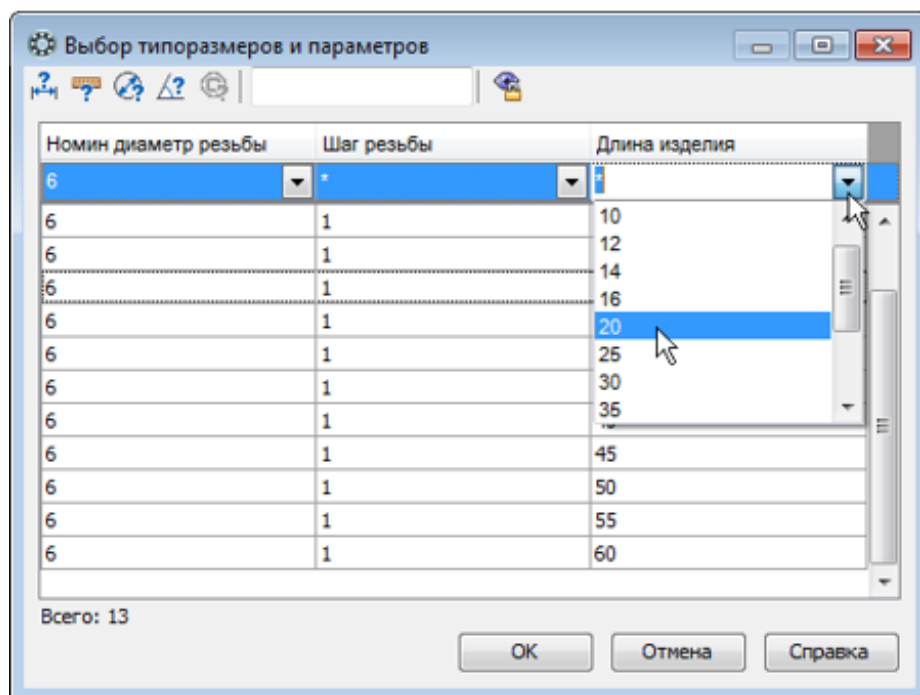 Выбор типоразмеров и параметров
Номин диаметр резьбы Шаг резьбы Длина изделия
6 * *
6 1 10
6 1 12
6 1 14
6 1 16
6 1 20
6 1 25
6 1 30
35
6 1 45
6 1 50
6 1 55
6 1 60
Всего: 13
OK Отмена Справка